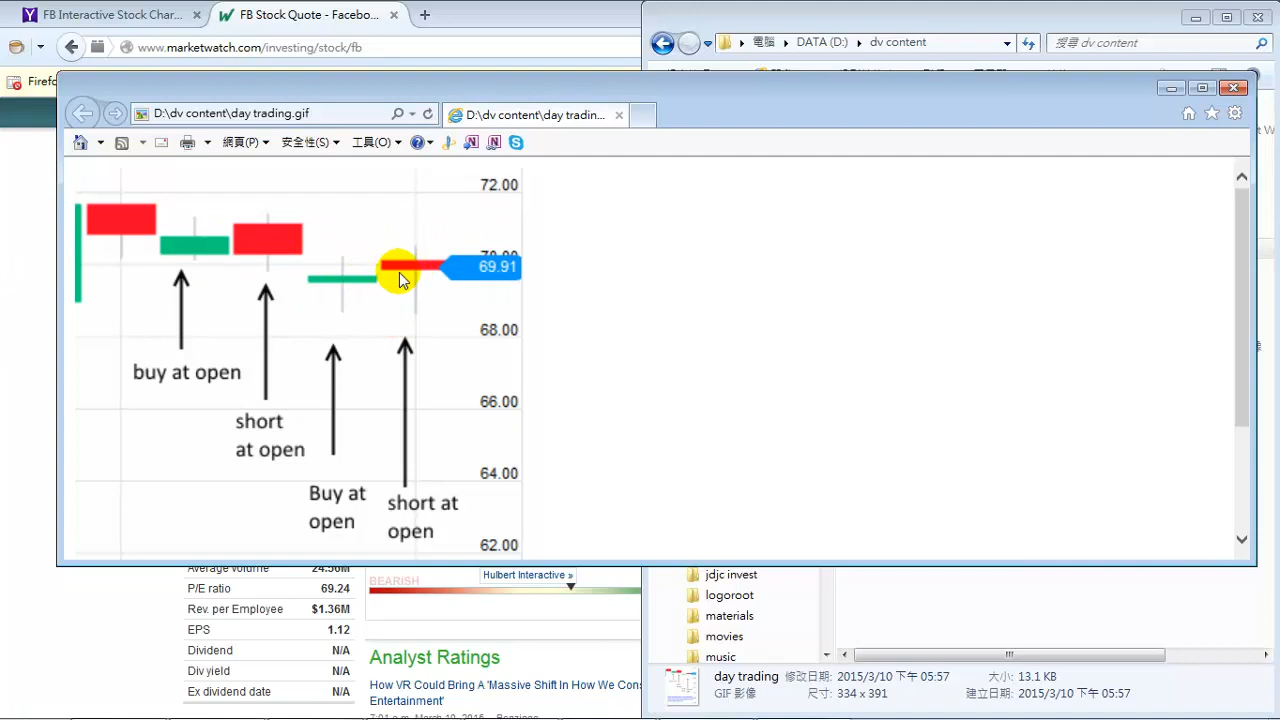 FB Interactive Stock Char...
FB Stock Quote - Facebo...
www.marketwatch.com/investing/stock/fb
電腦
DATA (D:)
dv content
搜尋 dv content
Firefo
D:\dv content\day trading.gif
D:\dv content\day tradin...
網頁(P)
安全性(S)
工具(O)
72.00
69.91
68.00
66.00
64.00
62.00
buy at open
short
at open
Buy at
open
short at
open
Average volume 24.56M
P/E ratio 69.24
Rev. per Employee $1.36M
EPS 1.12
Dividend N/A
Div yield N/A
Ex dividend date N/A
BEARISH
Hulbert Interactive »
Analyst Ratings
How VR Could Bring A 'Massive Shift In How We Cons
Entertainment'
jdjc invest
logoroot
materials
movies
music
day trading 修改日期: 2015/3/10 下午 05:57 大小: 13.1 KB
GIF 影像 尺寸: 334 x 391 建立日期: 2015/3/10 下午 05:57